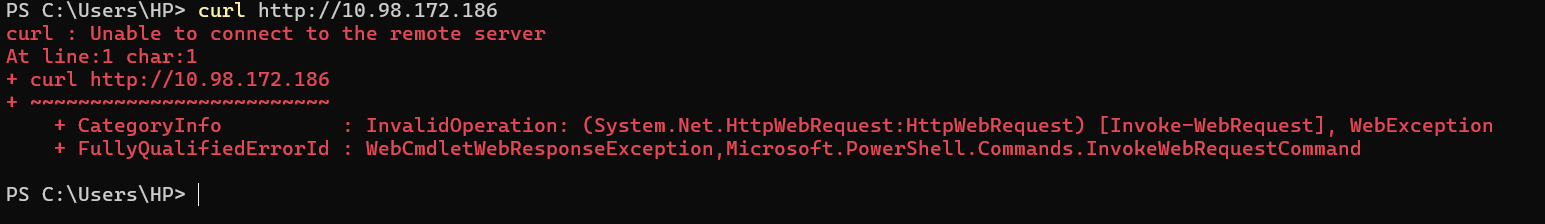 PS C:\Users\HP> curl http://10.98.172.186
curl : Unable to connect to the remote server
At line:1 char:1
+ curl http://10.98.172.186
+ ~~~~~~~~~~~~~~~~~~~~~~~~~
    + CategoryInfo          : InvalidOperation: (System.Net.HttpWebRequest:HttpWebRequest) [Invoke-WebRequest], WebException
    + FullyQualifiedErrorId : WebCmdletWebResponseException,Microsoft.PowerShell.Commands.InvokeWebRequestCommand
PS C:\Users\HP>